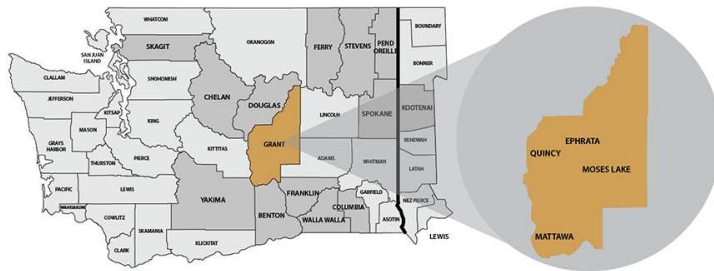 WHATCOM
SAN JUAN
ISLAND
SKAGIT
OKANOGON
FERRY
STEVENS
PEND
OREILLE
BOUNDARY
BONNER
CLALLAM
SNOHOMISH
CHELAN
DOUGLAS
JEFFERSON
KITSAP
KING
LINCOLN
SPOKANE
KOOTENAI
GRAYS
HARBOR
MASON
KITTITAS
GRANT
ADAMS
WHITMAN
BENEWAH
THURSTON
PIERCE
LATAH
PACIFIC
LEWIS
YAKIMA
FRANKLIN
GARFIELD
NEZ PIERCE
WAHKIAKUM
COWLITZ
BENTON
WALLA WALLA
COLUMBIA
ASOTIN
SKAMANIA
LEWIS
CLARK
KLICKITAT
EPHRATA
QUINCY
MOSES LAKE
MATTAWA